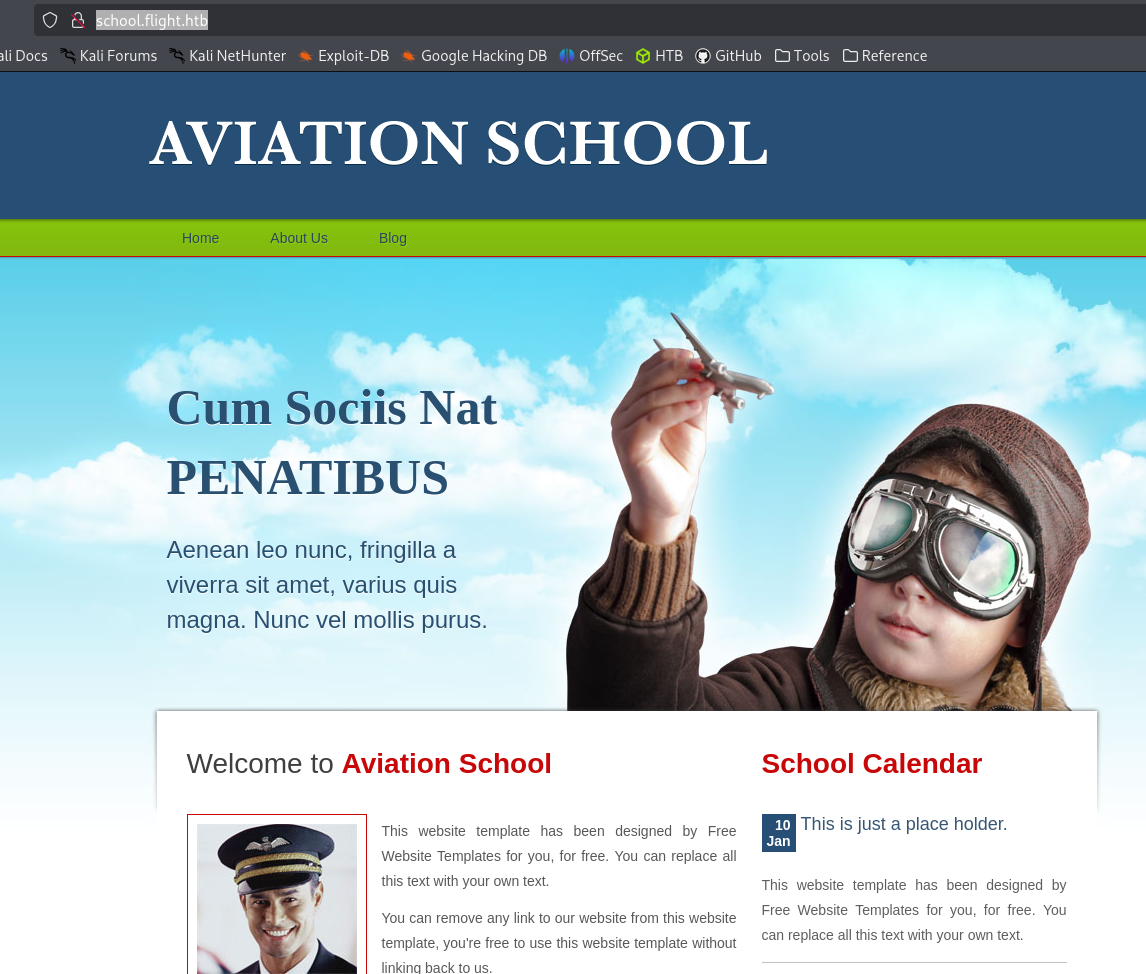 school.flight.htb
ali Docs Kali Forums Kali NetHunter Exploit-DB Google Hacking DB OffSec HTB GitHub Tools Reference
AVIATION SCHOOL
Home About Us Blog
Cum Sociis Nat
PENATIBUS
Aenean leo nunc, fringilla a
viverra sit amet, varius quis
magna. Nunc vel mollis purus.
Welcome to Aviation School
This website template has been designed by Free
Website Templates for you, for free. You can replace all
this text with your own text.
You can remove any link to our website from this website
template, you're free to use this website template without
linking back to us.
School Calendar
10
Jan
This is just a place holder.
This website template has been designed by
Free Website Templates for you, for free. You
can replace all this text with your own text.